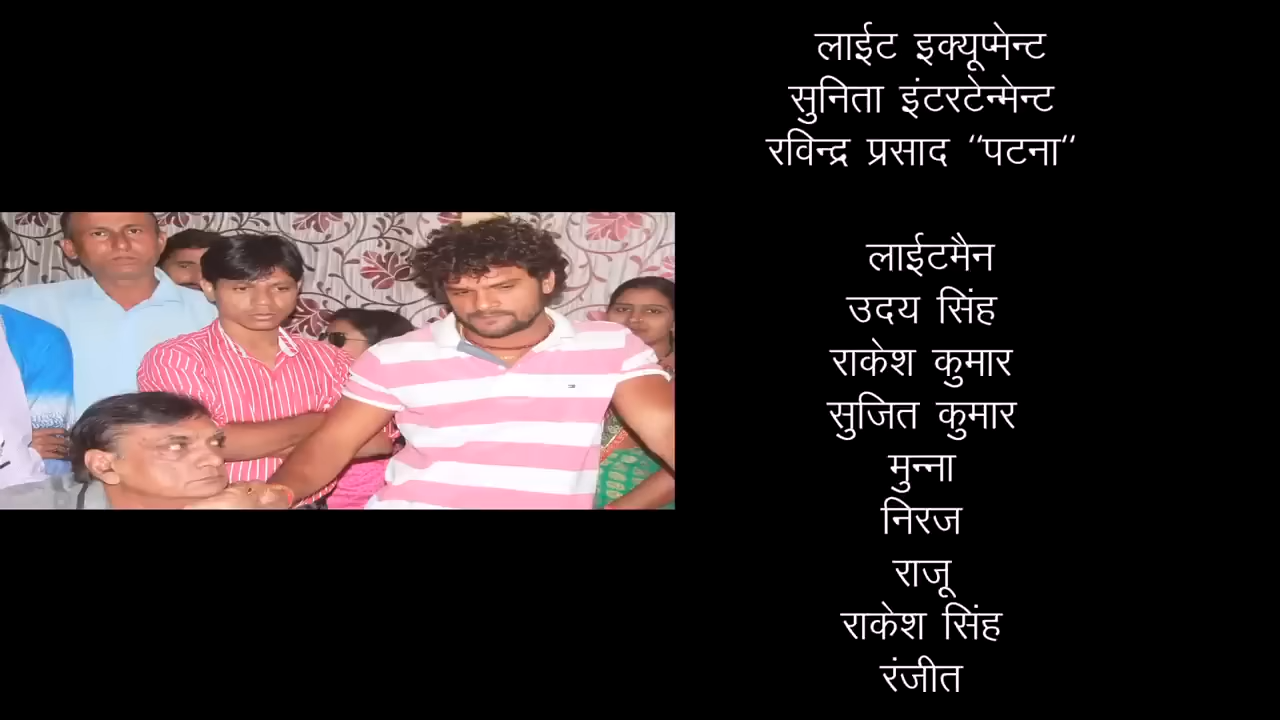 लाईट इक्यूप्मेन्ट
सुनिता इंटरटेन्मेन्ट
रविन्द्र प्रसाद “पटना”
लाईटमैन
उदय सिंह
राकेश कुमार
सुजित कुमार
मुन्ना
निरज
राजू
राकेश सिंह
रंजीत